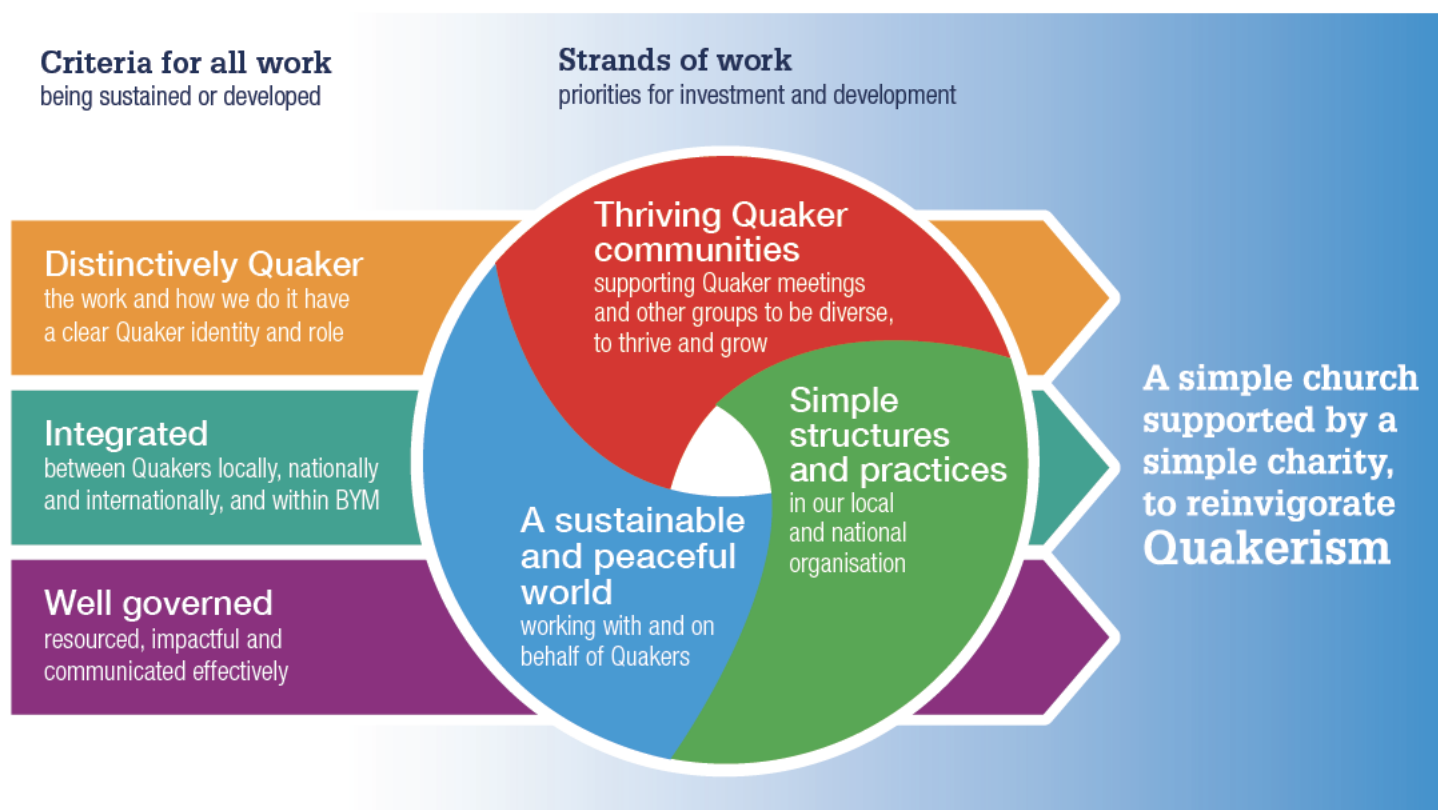 Criteria for all work
being sustained or developed
Strands of work
priorities for investment and development
Distinctively Quaker
the work and how we do it have
a clear Quaker identity and role
Integrated
between Quakers locally, nationally
and internationally, and within BYM
Well governed
resourced, impactful and
communicated effectively
Thriving Quaker
communities
supporting Quaker meetings
and other groups to be diverse,
to thrive and grow
Simple
structures
and practices
in our local
and national
organisation
A sustainable
and peaceful
world
working with and on
behalf of Quakers
A simple church
supported by a
simple charity,
to reinvigorate
Quakerism